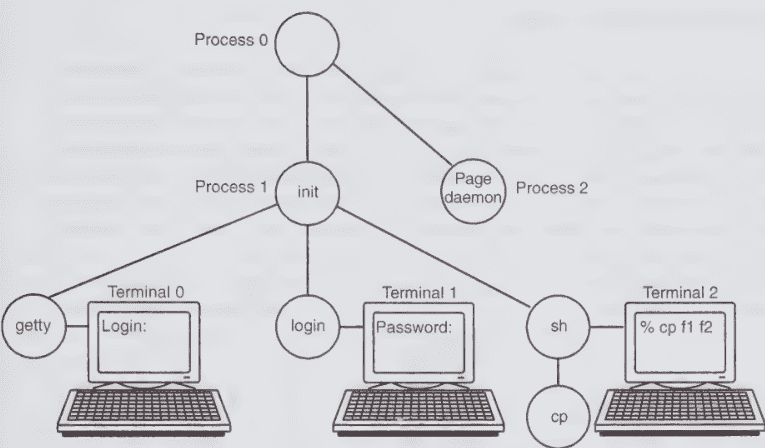 Process 0
Process 1
init
Page
daemon
Process 2
Terminal 0
Terminal 1
Terminal 2
getty
Login:
login
Password:
sh
% cp f1 f2
cp